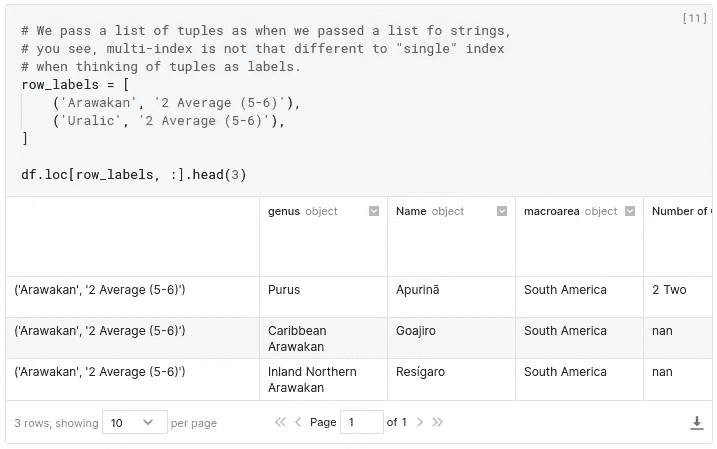 [11]
# We pass a list of tuples as when we passed a list fo strings,
# you see, multi-index is not that different to "single" index
# when thinking of tuples as labels.
row_labels = [
    ('Arawakan', '2 Average (5-6)'),
    ('Uralic', '2 Average (5-6)'),
]
df.loc[row_labels, :].head(3)
genus object Name object macroarea object Number of
('Arawakan', '2 Average (5-6)') Purus Apurinã South America 2 Two
('Arawakan', '2 Average (5-6)') Caribbean Arawakan Goajiro South America nan
('Arawakan', '2 Average (5-6)') Inland Northern Arawakan Resígaro South America nan
3 rows, showing 10 per page << < Page 1 of 1 > >>